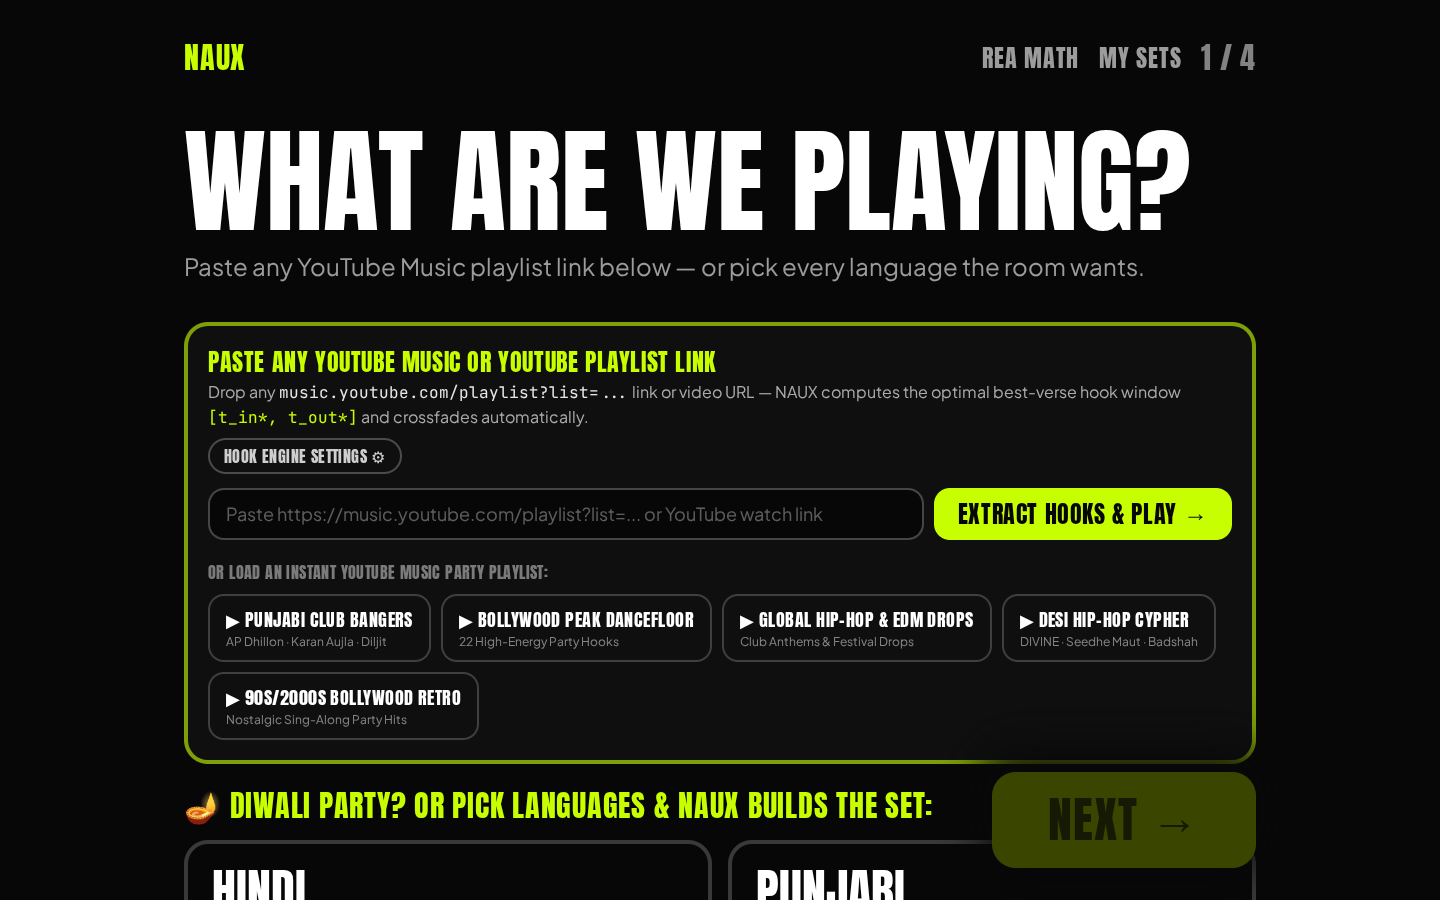 NAUX
REA MATH MY SETS 1 / 4
WHAT ARE WE PLAYING?
Paste any YouTube Music playlist link below — or pick every language the room wants.
PASTE ANY YOUTUBE MUSIC OR YOUTUBE PLAYLIST LINK
Drop any music.youtube.com/playlist?list=... link or video URL — NAUX computes the optimal best-verse hook window
[t_in*, t_out*] and crossfades automatically.
HOOK ENGINE SETTINGS ⚙
Paste https://music.youtube.com/playlist?list=... or YouTube watch link
EXTRACT HOOKS & PLAY →
OR LOAD AN INSTANT YOUTUBE MUSIC PARTY PLAYLIST:
▶ PUNJABI CLUB BANGERS
AP Dhillon · Karan Aujla · Diljit
▶ BOLLYWOOD PEAK DANCEFLOOR
22 High-Energy Party Hooks
▶ GLOBAL HIP-HOP & EDM DROPS
Club Anthems & Festival Drops
▶ DESI HIP-HOP CYPHER
DIVINE · Seedhe Maut · Badshah
▶ 90S/2000S BOLLYWOOD RETRO
Nostalgic Sing-Along Party Hits
🪔 DIWALI PARTY? OR PICK LANGUAGES & NAUX BUILDS THE SET:
NEXT →
HINDI
PUNJABI